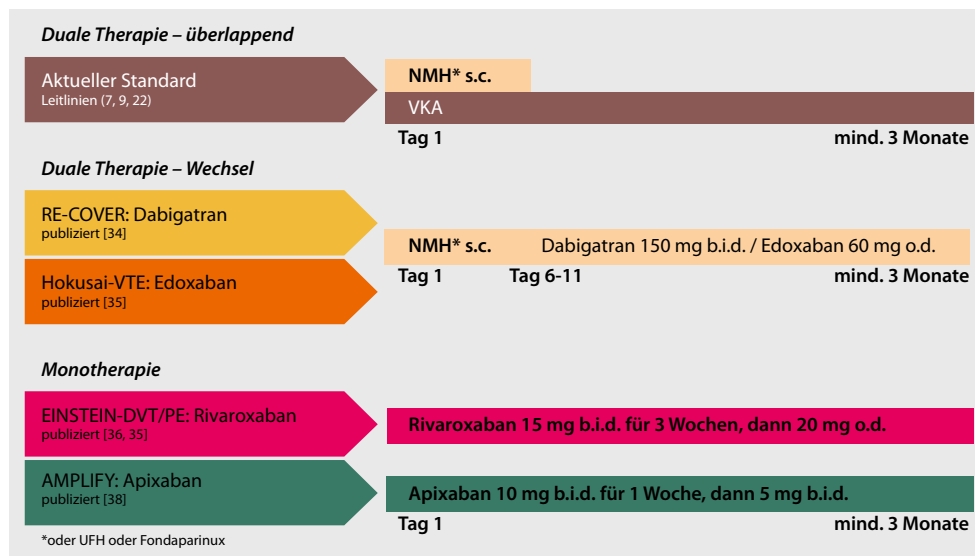 Duale Therapie – überlappend
Aktueller Standard
Leitlinien (7, 9, 22)
NMH* s.c.
VKA
Tag 1 mind. 3 Monate
Duale Therapie – Wechsel
RE-COVER: Dabigatran
publiziert [34]
Hokusai-VTE: Edoxaban
publiziert [35]
NMH* s.c. Dabigatran 150 mg b.i.d. / Edoxaban 60 mg o.d.
Tag 1 Tag 6-11 mind. 3 Monate
Monotherapie
EINSTEIN-DVT/PE: Rivaroxaban
publiziert [36, 35]
Rivaroxaban 15 mg b.i.d. für 3 Wochen, dann 20 mg o.d.
AMPLIFY: Apixaban
publiziert [38]
Apixaban 10 mg b.i.d. für 1 Woche, dann 5 mg b.i.d.
Tag 1 mind. 3 Monate
*oder UFH oder Fondaparinux